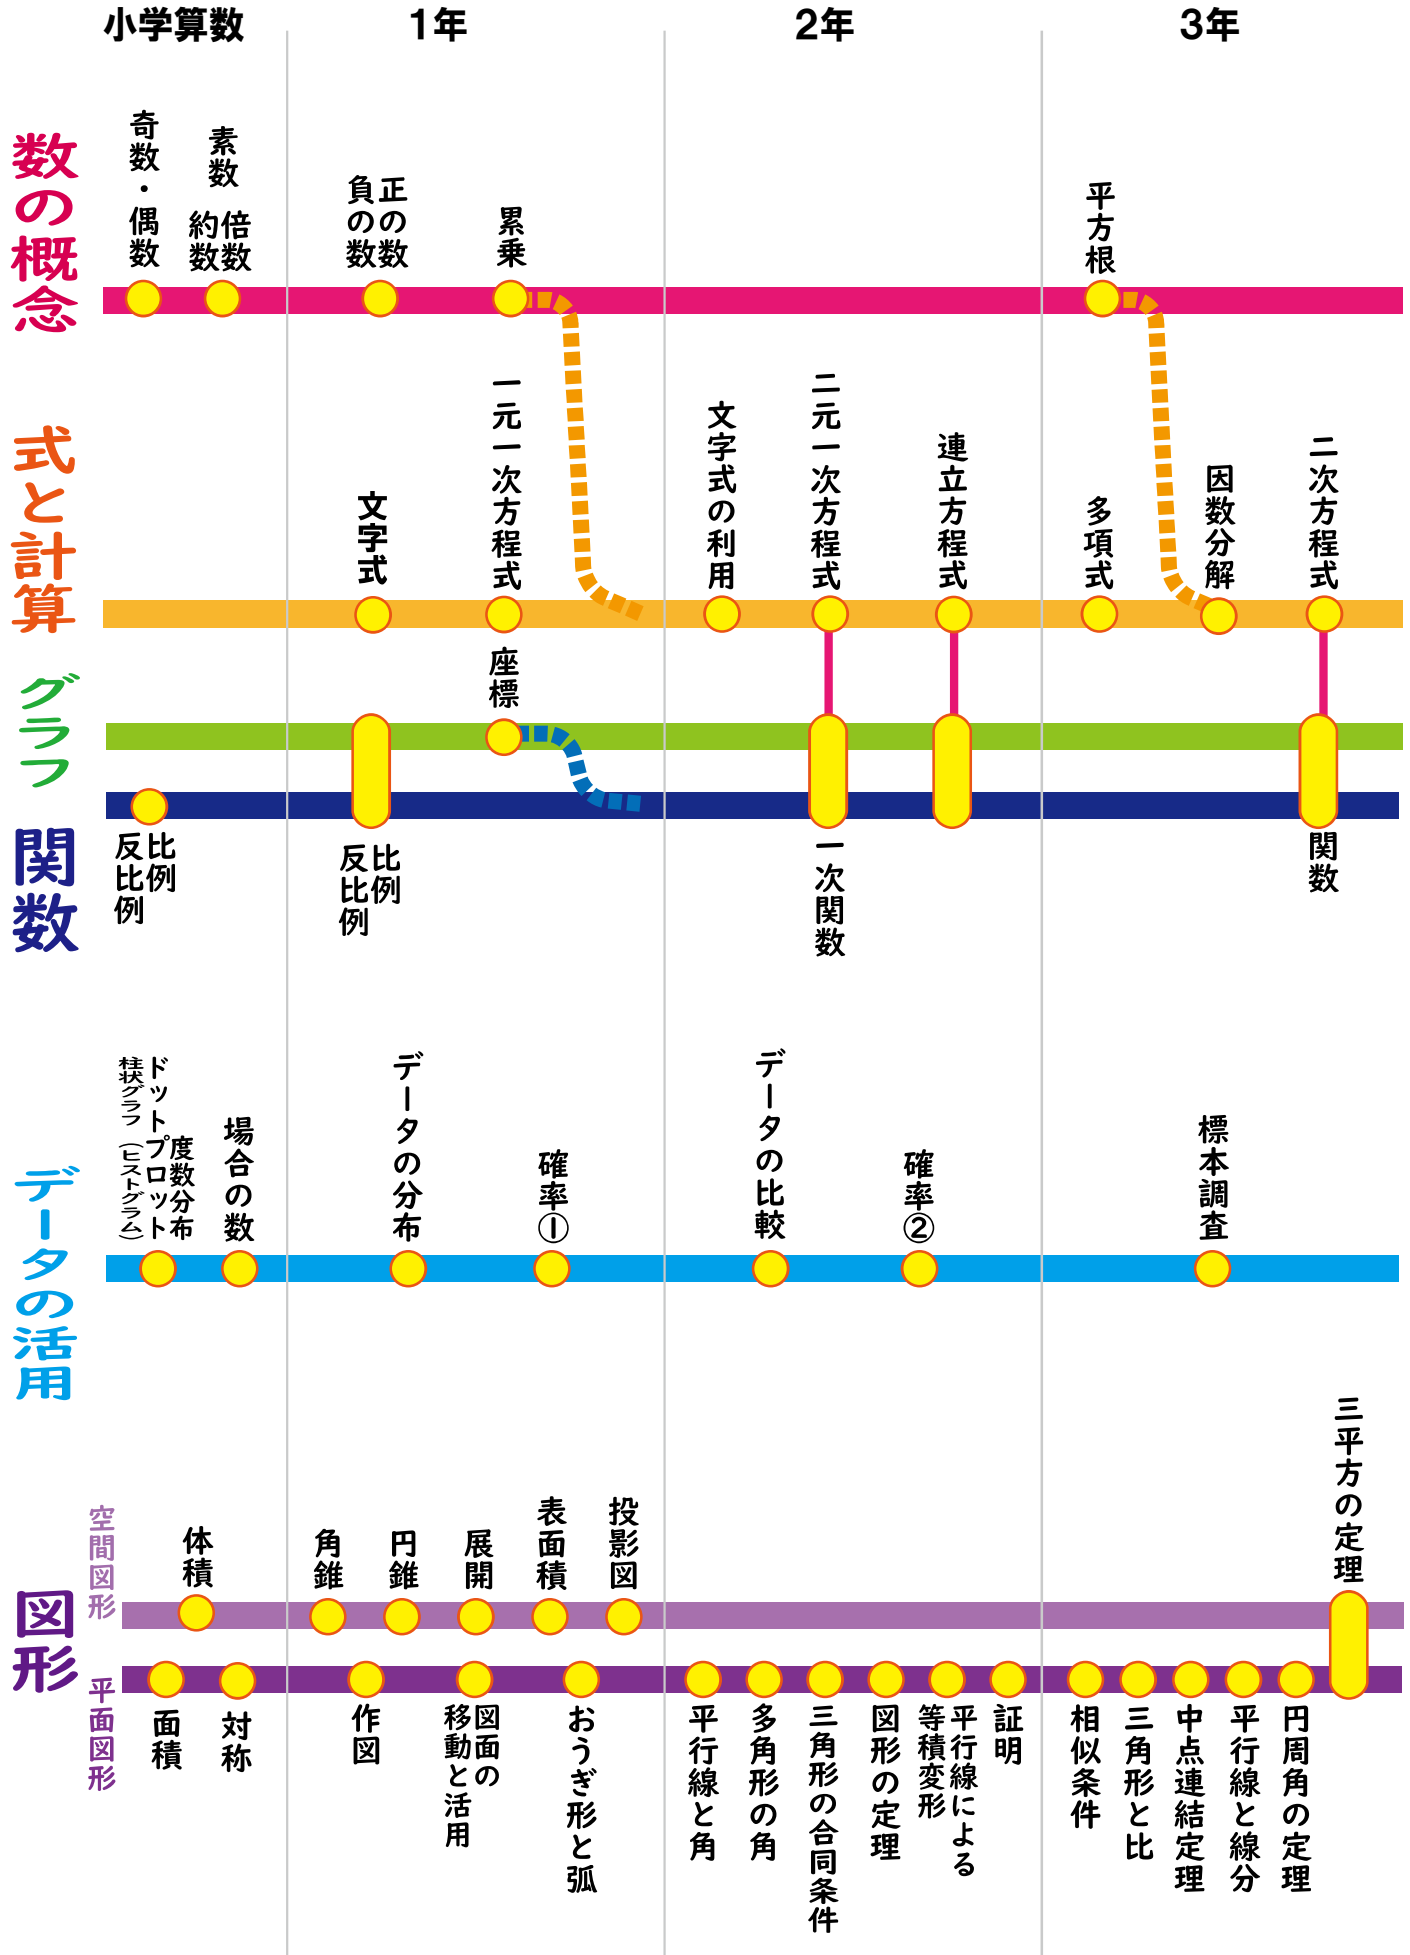 小学算数
1年
2年
3年
数の概念
奇数・偶数
素数
倍数
約数
正の数
負の数
累乗
平方根
式と計算
文字式
一元一次方程式
文字式の利用
二元一次方程式
連立方程式
多項式
因数分解
二次方程式
グラフ
座標
関数
比例
反比例
比例
反比例
一次関数
関数
データの活用
度数分布
ドットプロット
柱状グラフ（ヒストグラム）
場合の数
データの分布
確率①
データの比較
確率②
標本調査
図形
空間図形
体積
角錐
円錐
展開
表面積
投影図
三平方の定理
平面図形
面積
対称
作図
図面の
移動と活用
おうぎ形と弧
平行線と角
多角形の角
三角形の合同条件
図形の定理
平行線による
等積変形
証明
相似条件
三角形と比
中点連結定理
平行線と線分
円周角の定理